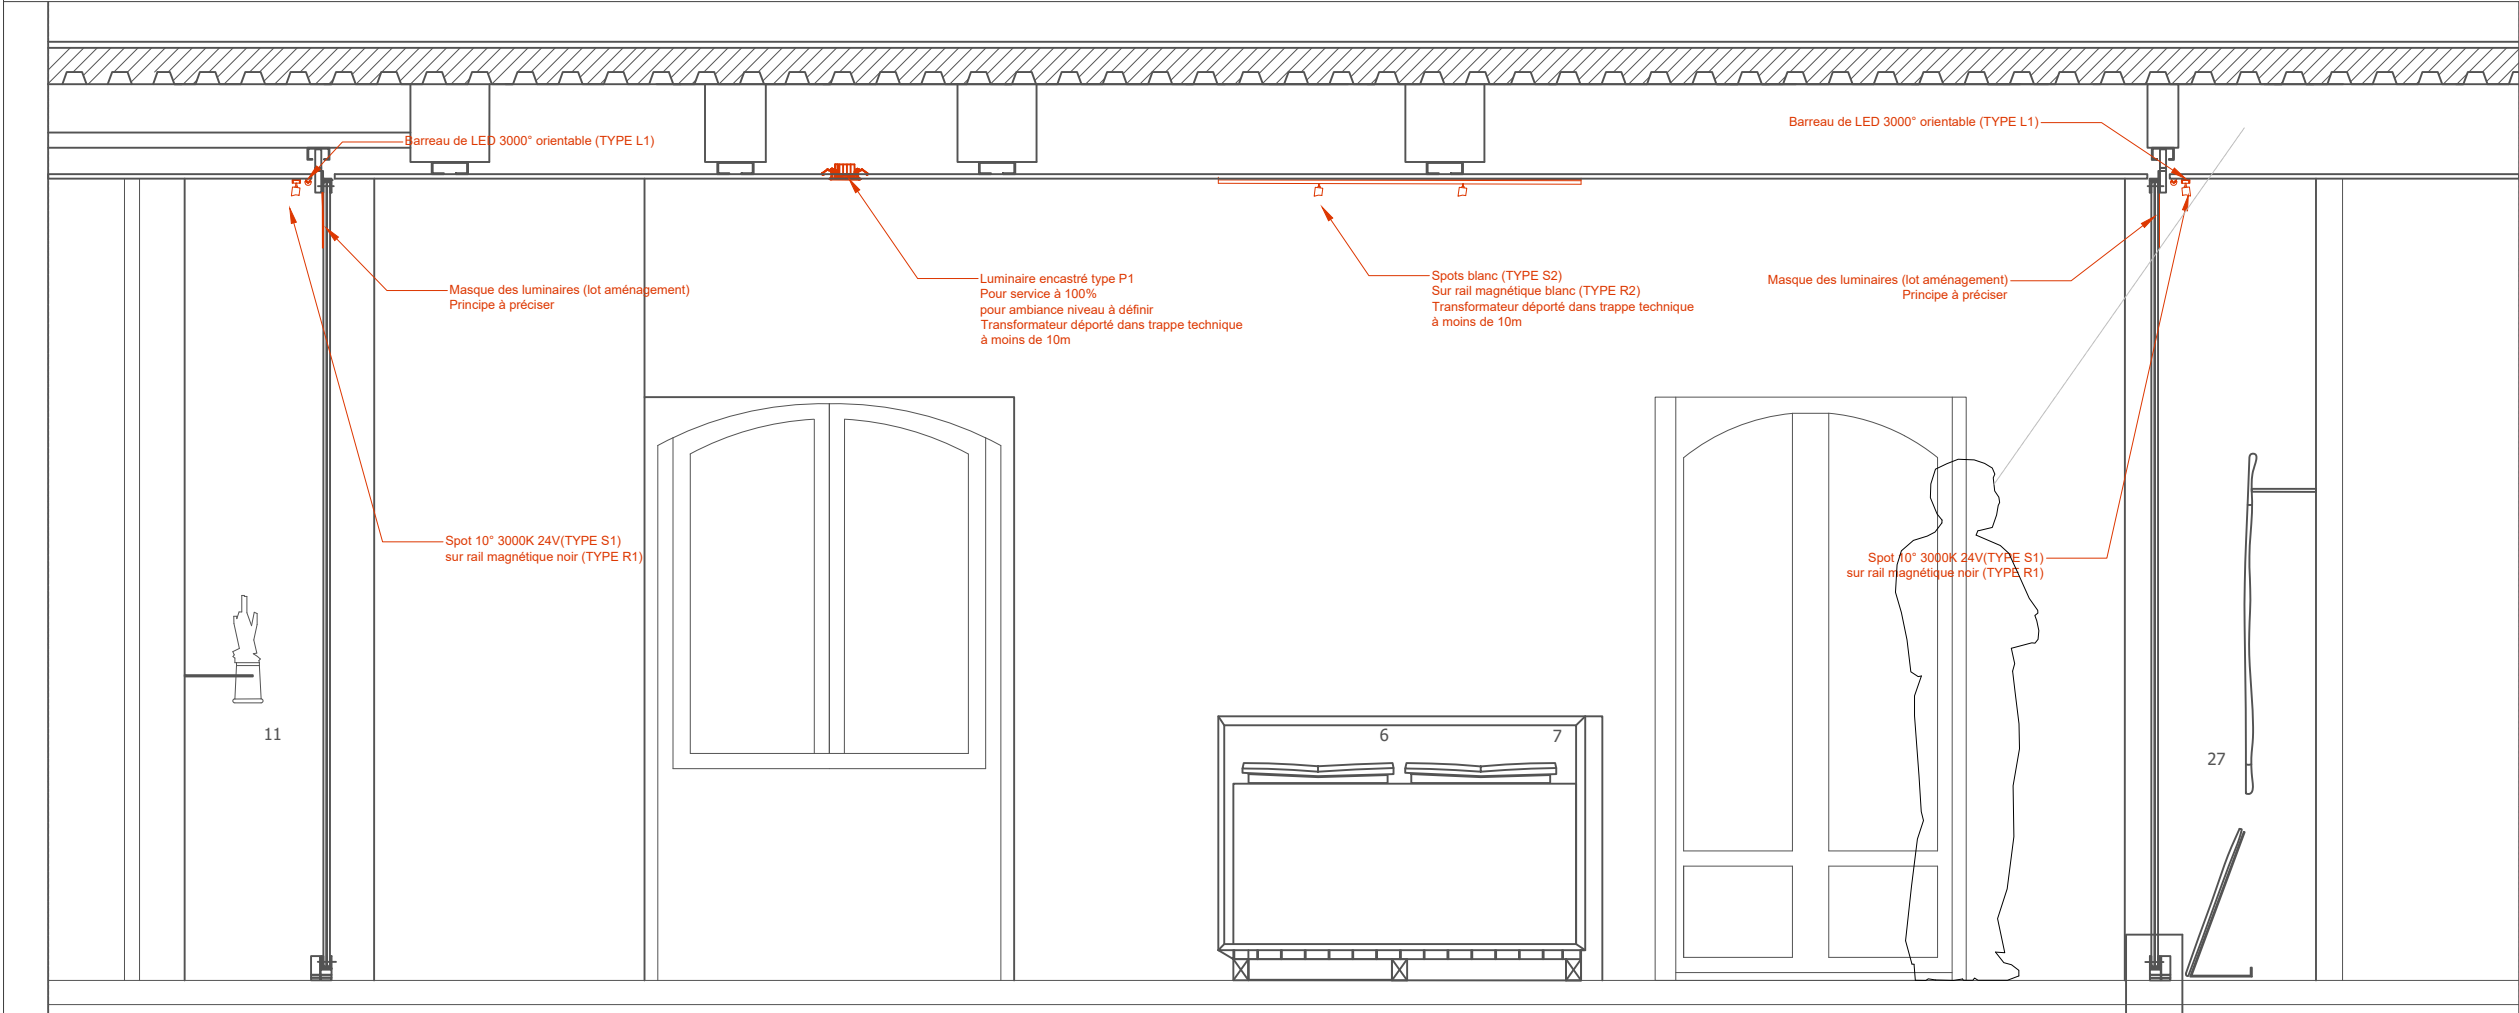 Barreau de LED 3000° orientable (TYPE L1)
Barreau de LED 3000° orientable (TYPE L1)
Masque des luminaires (lot aménagement)
Principe à préciser
Luminaire encastré type P1
Pour service à 100%
pour ambiance niveau à définir
Transformateur déporté dans trappe technique
à moins de 10m
Spots blanc (TYPE S2)
Sur rail magnétique blanc (TYPE R2)
Transformateur déporté dans trappe technique
à moins de 10m
Masque des luminaires (lot aménagement)
Principe à préciser
Spot 10° 3000K 24V(TYPE S1)
sur rail magnétique noir (TYPE R1)
Spot 10° 3000K 24V(TYPE S1)
sur rail magnétique noir (TYPE R1)
11
6
7
27